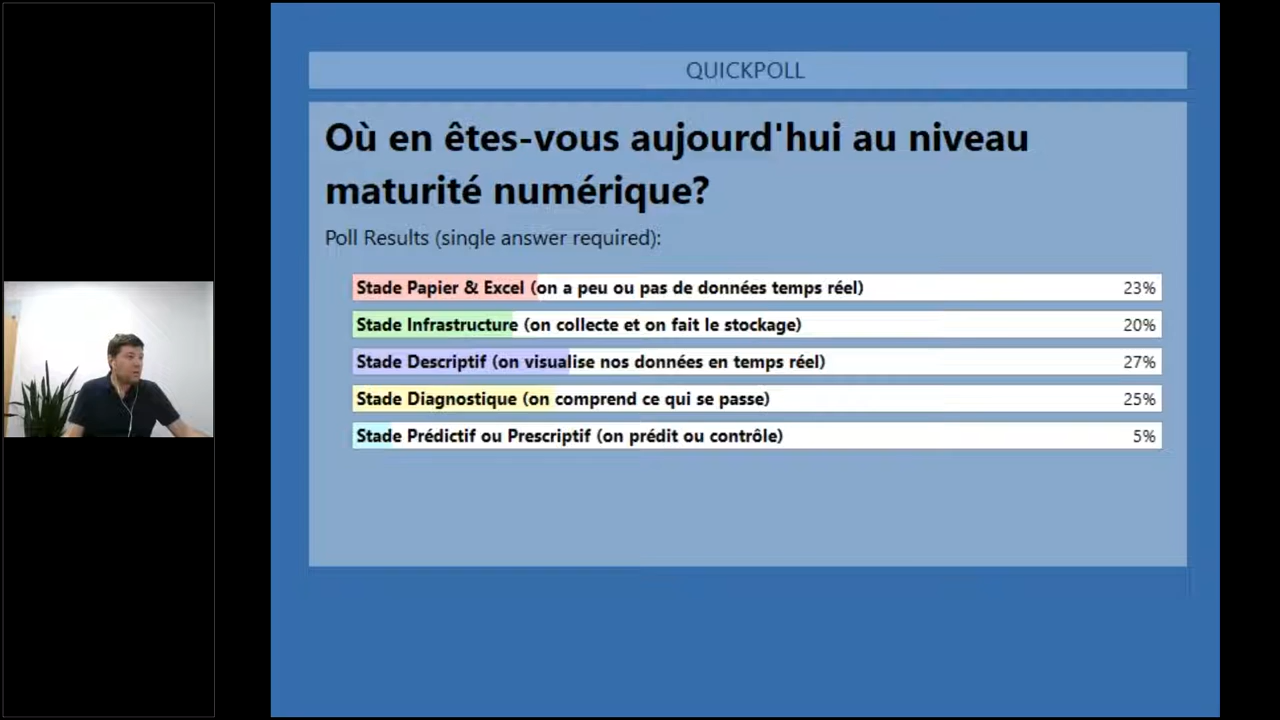 QUICKPOLL
Où en êtes-vous aujourd'hui au niveau
maturité numérique?
Poll Results (single answer required):
Stade Papier & Excel (on a peu ou pas de données temps réel) 23%
Stade Infrastructure (on collecte et on fait le stockage) 20%
Stade Descriptif (on visualise nos données en temps réel) 27%
Stade Diagnostique (on comprend ce qui se passe) 25%
Stade Prédictif ou Prescriptif (on prédit ou contrôle) 5%